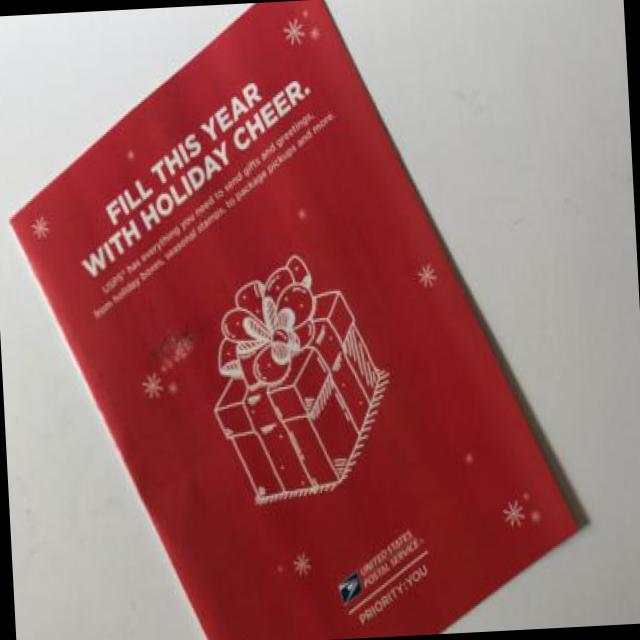 FILL THIS YEAR
WITH HOLIDAY CHEER.
USPS® has everything you need to send gifts and greetings,
from holiday boxes, seasonal stamps, to package pickups and more.
UNITED STATES
POSTAL SERVICE®
PRIORITY:YOU